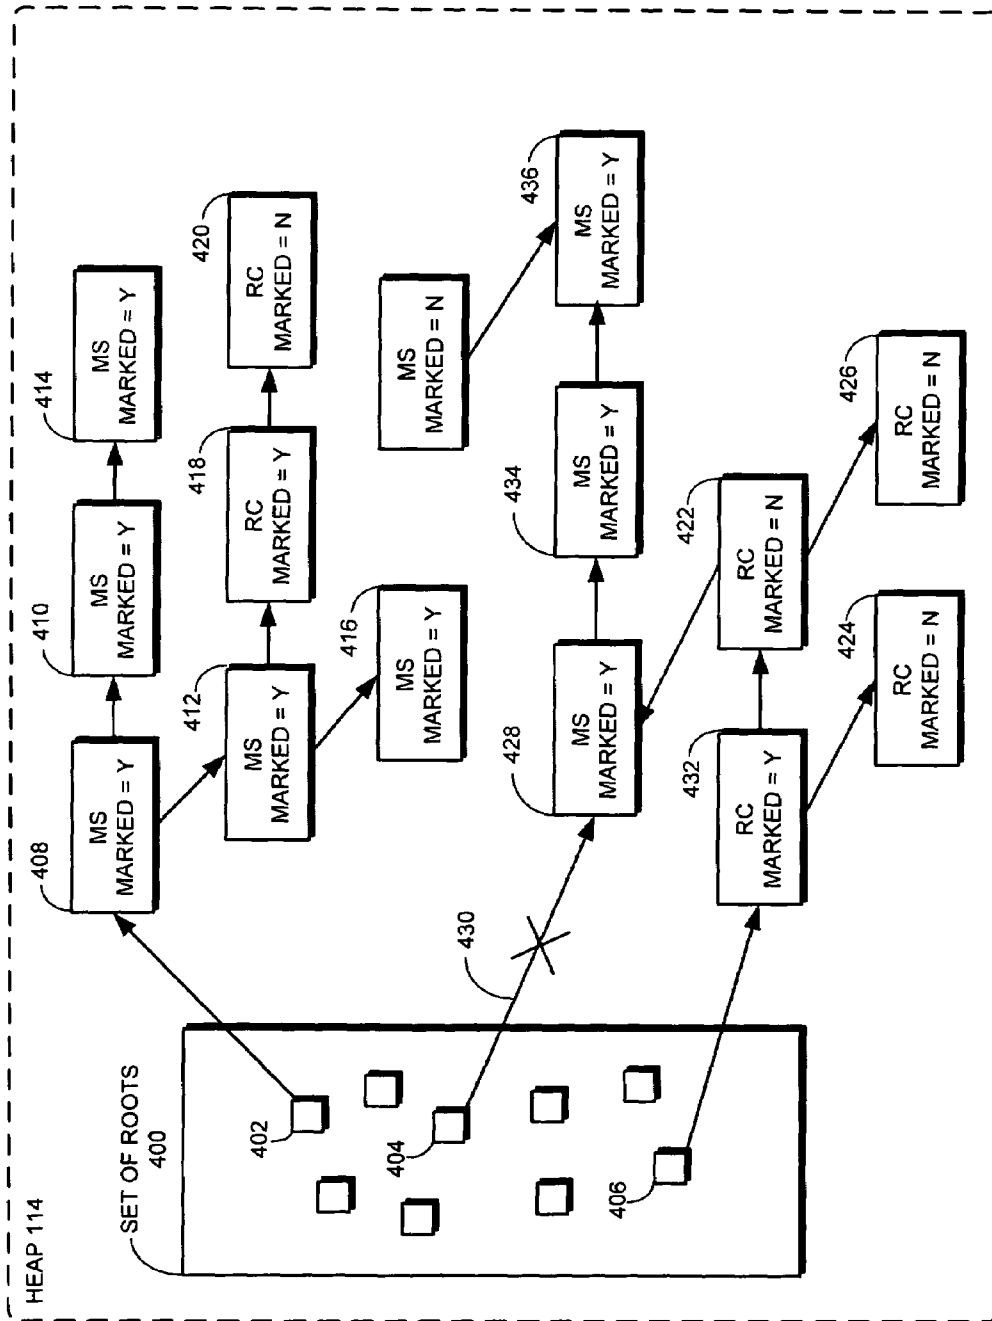 HEAP 114
SET OF ROOTS
400
402
404
406
408
MS
MARKED = Y
410
MS
MARKED = Y
414
MS
MARKED = Y
412
MS
MARKED = Y
418
RC
MARKED = Y
420
RC
MARKED = N
416
MS
MARKED = Y
MS
MARKED = N
430
428
MS
MARKED = Y
434
MS
MARKED = Y
436
MS
MARKED = Y
432
RC
MARKED = Y
422
RC
MARKED = N
424
RC
MARKED = N
426
RC
MARKED = N